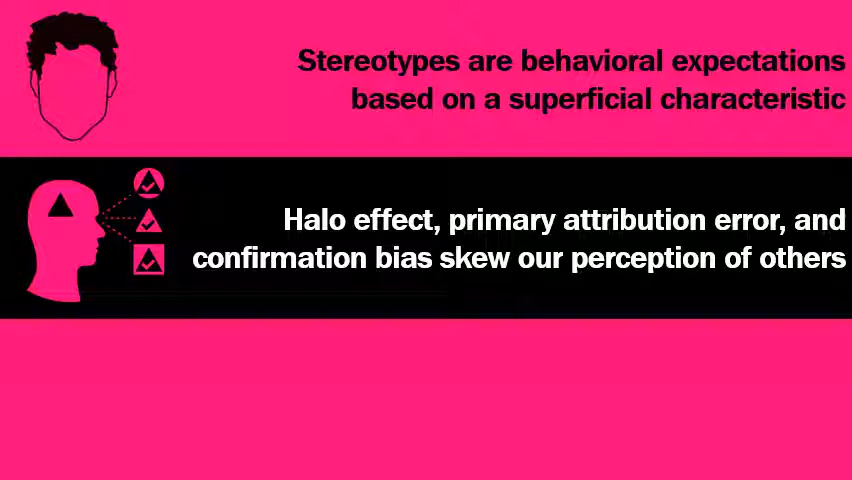 Stereotypes are behavioral expectations
based on a superficial characteristic
Halo effect, primary attribution error, and
confirmation bias skew our perception of others